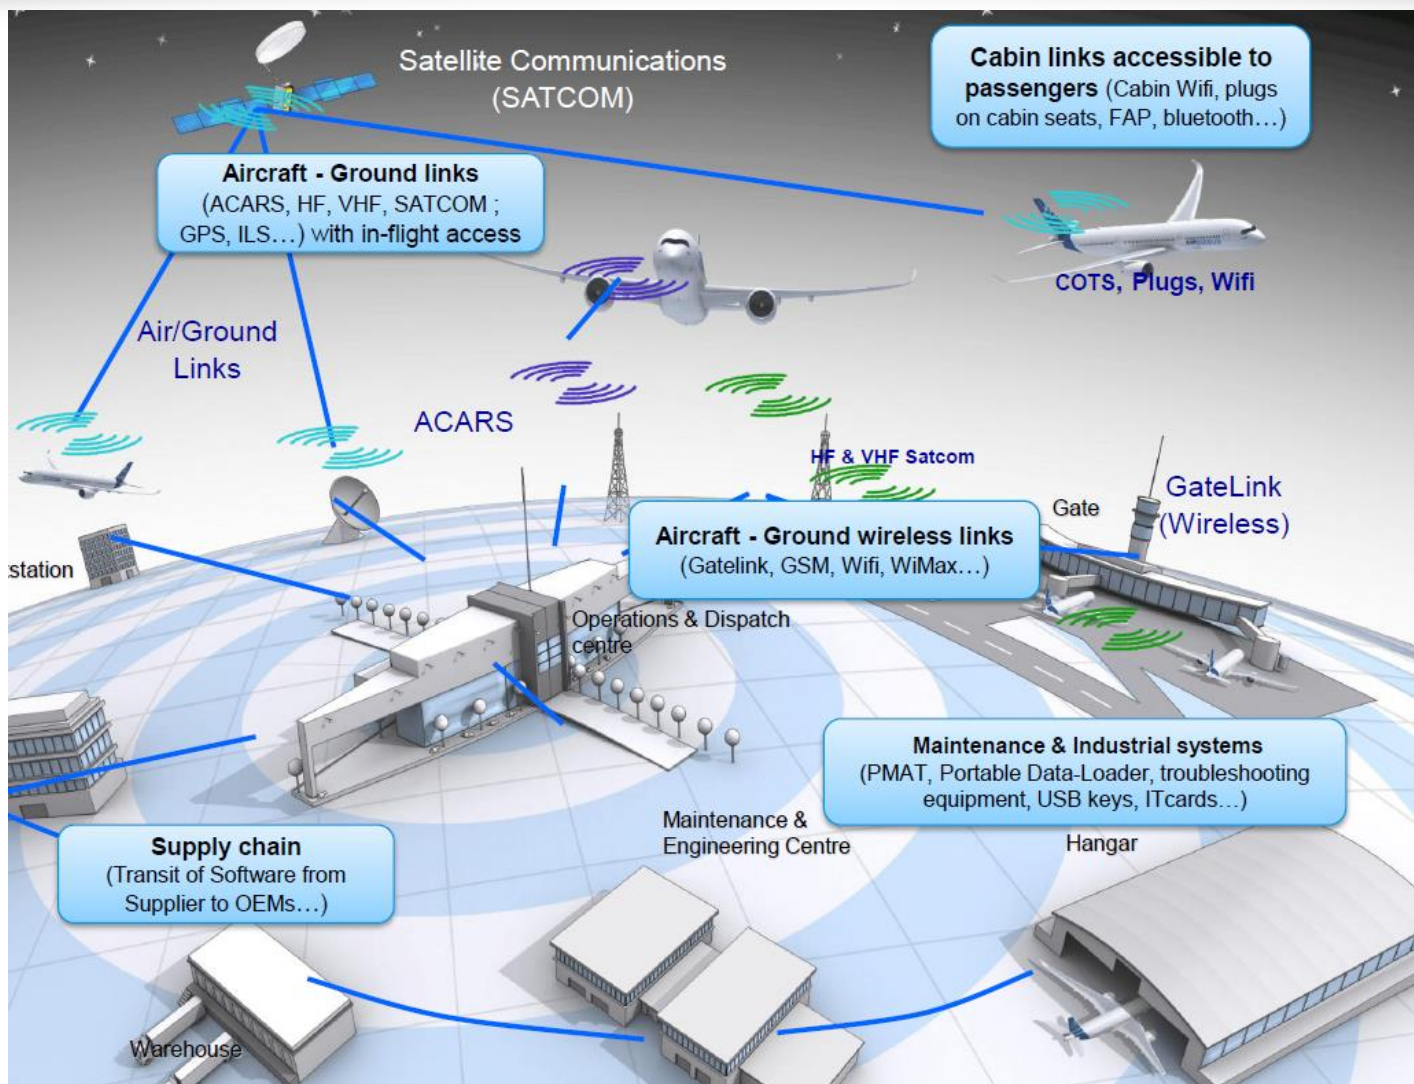 Satellite Communications
(SATCOM)
Cabin links accessible to
passengers (Cabin Wifi, plugs
on cabin seats, FAP, bluetooth…)
Aircraft - Ground links
(ACARS, HF, VHF, SATCOM ;
GPS, ILS…) with in-flight access
COTS, Plugs, Wifi
Air/Ground
Links
ACARS
HF & VHF Satcom
GateLink
(Wireless)
Gate
Aircraft - Ground wireless links
(Gatelink, GSM, Wifi, WiMax…)
station
Operations & Dispatch
centre
Maintenance & Industrial systems
(PMAT, Portable Data-Loader, troubleshooting
equipment, USB keys, ITcards…)
Maintenance &
Engineering Centre
Hangar
Supply chain
(Transit of Software from
Supplier to OEMs…)
Warehouse